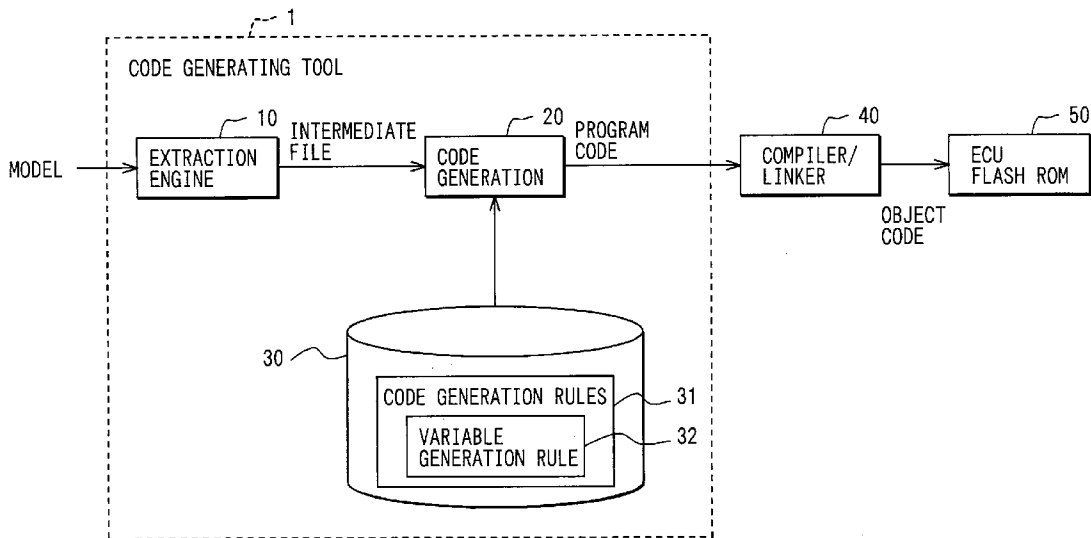 1
CODE GENERATING TOOL
10
INTERMEDIATE
FILE
20
PROGRAM
CODE
40
50
MODEL
EXTRACTION
ENGINE
CODE
GENERATION
COMPILER/
LINKER
ECU
FLASH ROM
OBJECT
CODE
30
CODE GENERATION RULES
31
VARIABLE
GENERATION RULE
32